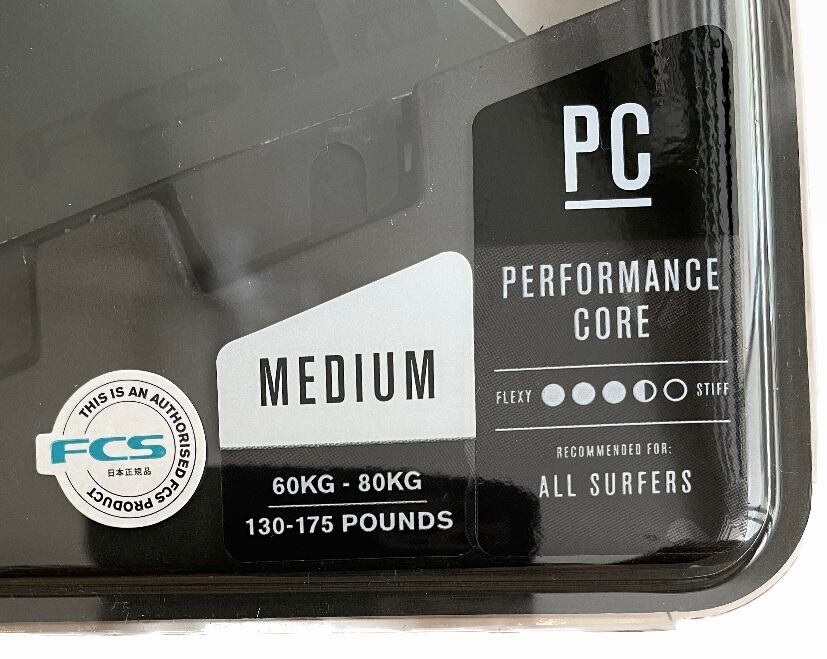 PC
PERFORMANCE
CORE
FLEXY
STIFF
RECOMMENDED FOR:
ALL SURFERS
MEDIUM
60KG - 80KG
130-175 POUNDS
THIS IS AN AUTHORISED FCS PRODUCT
FCS
日本正規品